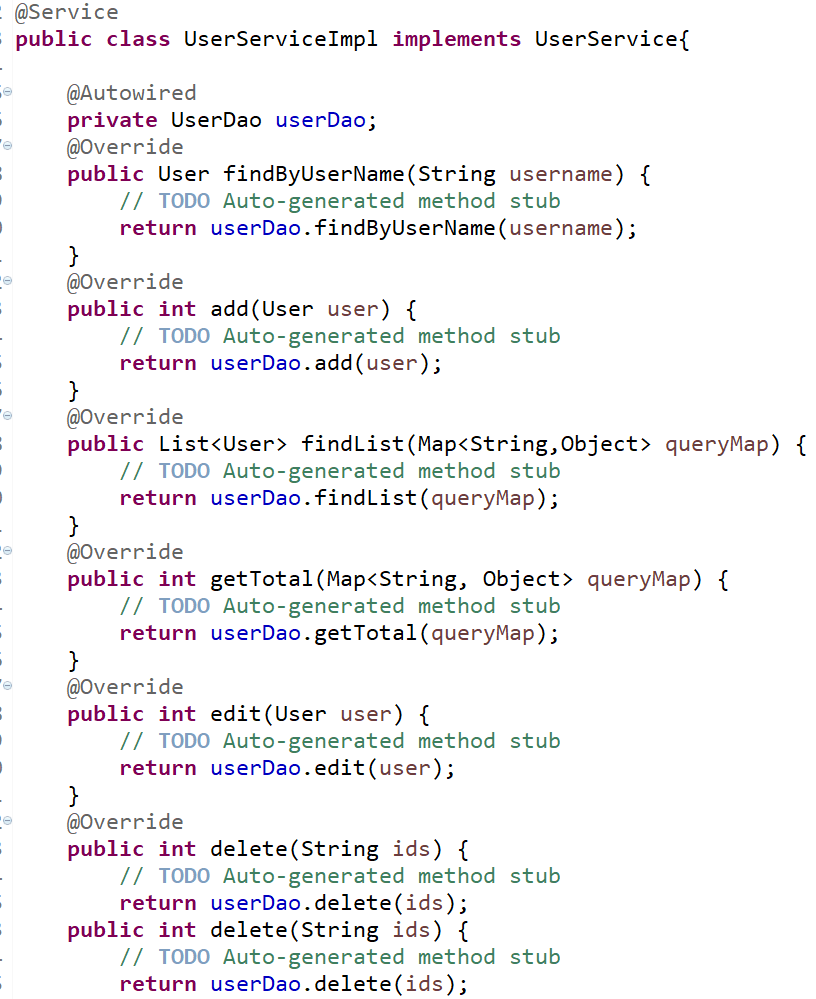 @Service
public class UserServiceImpl implements UserService{
@Autowired
private UserDao userDao;
@Override
public User findByUserName(String username) {
// TODO Auto-generated method stub
return userDao.findByUserName(username);
}
@Override
public int add(User user) {
// TODO Auto-generated method stub
return userDao.add(user);
}
@Override
public List<User> findList(Map<String,Object> queryMap) {
// TODO Auto-generated method stub
return userDao.findList(queryMap);
}
@Override
public int getTotal(Map<String, Object> queryMap) {
// TODO Auto-generated method stub
return userDao.getTotal(queryMap);
}
@Override
public int edit(User user) {
// TODO Auto-generated method stub
return userDao.edit(user);
}
@Override
public int delete(String ids) {
// TODO Auto-generated method stub
return userDao.delete(ids);
public int delete(String ids) {
// TODO Auto-generated method stub
return userDao.delete(ids);